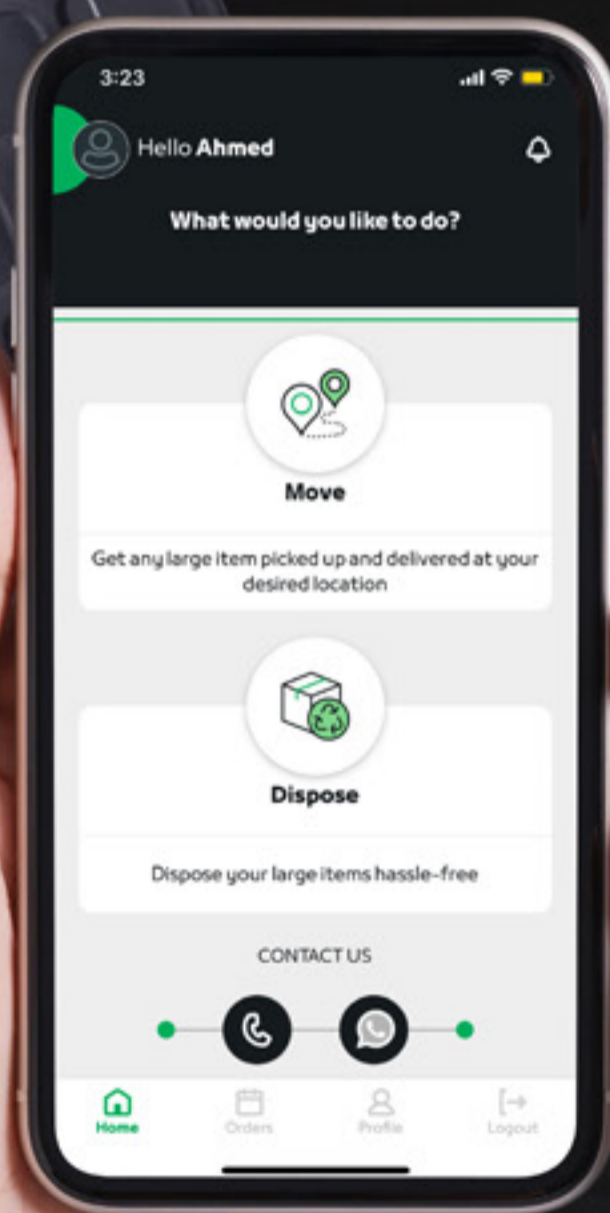 3:23
Hello Ahmed
What would you like to do?
Move
Get any large item picked up and delivered at your
desired location
Dispose
Dispose your large items hassle-free
CONTACT US
Home
Orders
Profile
Logout